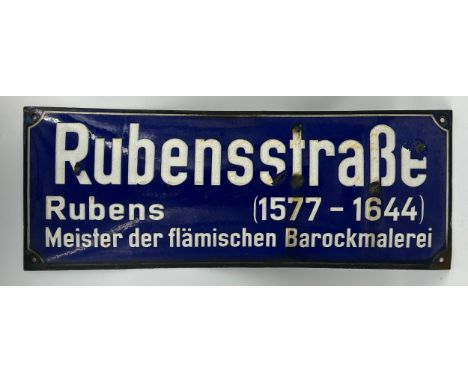 Rubensstraße
Rubens (1577 - 1644)
Meister der flämischen Barockmalerei